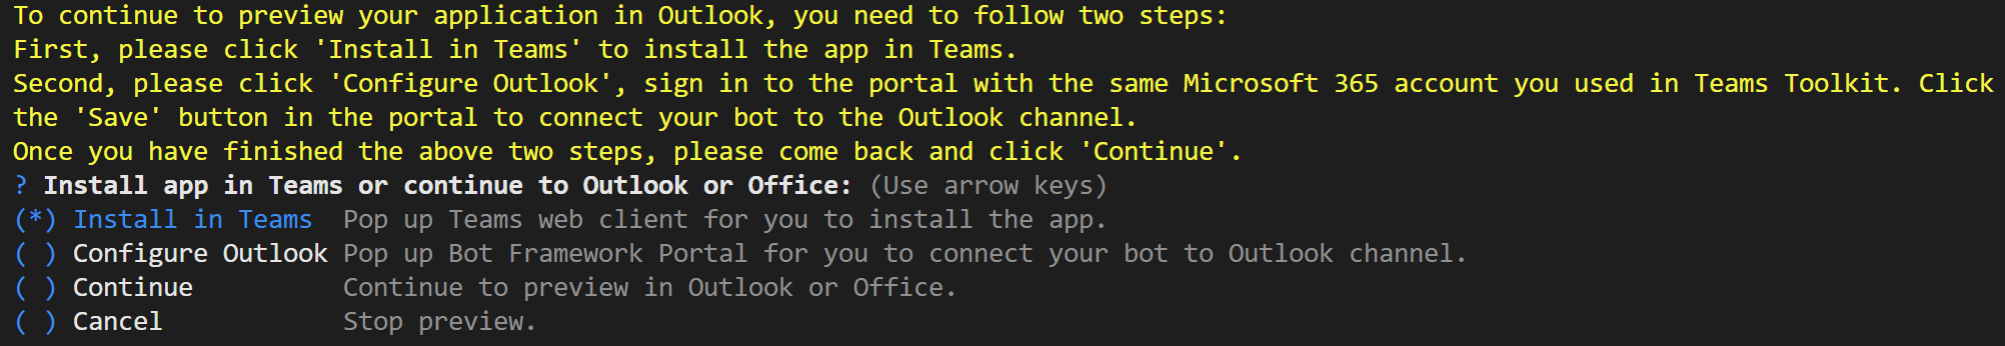 To continue to preview your application in Outlook, you need to follow two steps:
First, please click 'Install in Teams' to install the app in Teams.
Second, please click 'Configure Outlook', sign in to the portal with the same Microsoft 365 account you used in Teams Toolkit. Click
the 'Save' button in the portal to connect your bot to the Outlook channel.
Once you have finished the above two steps, please come back and click 'Continue'.
? Install app in Teams or continue to Outlook or Office: (Use arrow keys)
(*) Install in Teams  Pop up Teams web client for you to install the app.
( ) Configure Outlook Pop up Bot Framework Portal for you to connect your bot to Outlook channel.
( ) Continue          Continue to preview in Outlook or Office.
( ) Cancel            Stop preview.